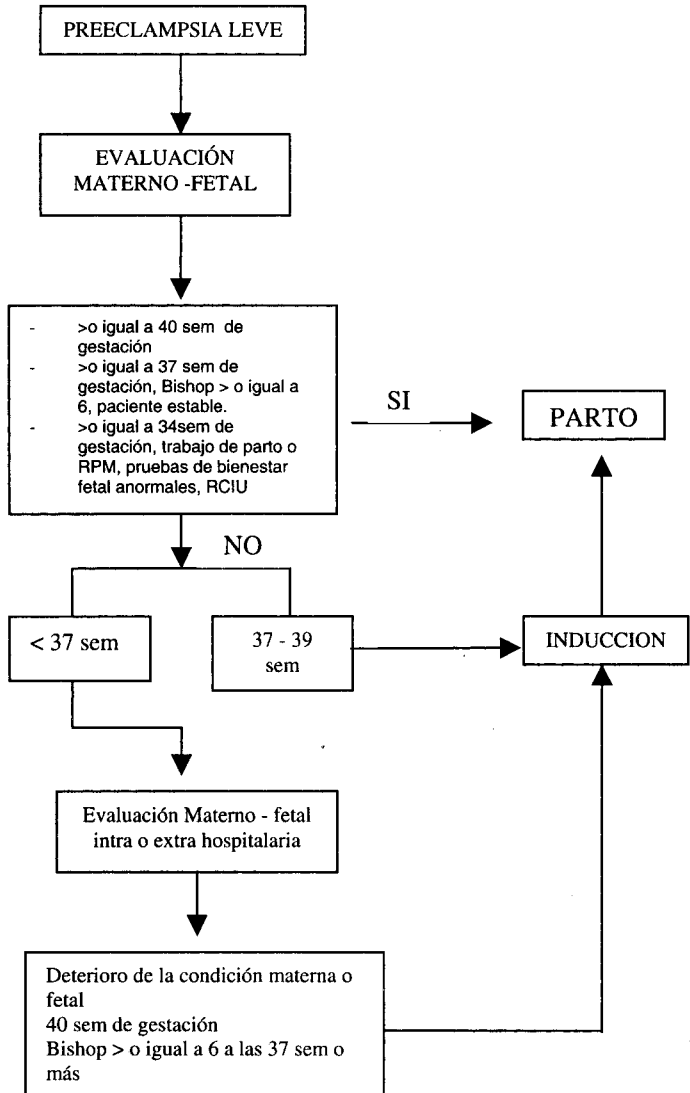 PREECLAMPSIA LEVE
EVALUACIÓN
MATERNO -FETAL
- >o igual a 40 sem de
gestación
- >o igual a 37 sem de
gestación, Bishop > o igual a
6, paciente estable.
- >o igual a 34sem de
gestación, trabajo de parto o
RPM, pruebas de bienestar
fetal anormales, RCIU
SI
PARTO
NO
< 37 sem
37 - 39
sem
INDUCCION
Evaluación Materno - fetal
intra o extra hospitalaria
Deterioro de la condición materna o
fetal
40 sem de gestación
Bishop > o igual a 6 a las 37 sem o
más